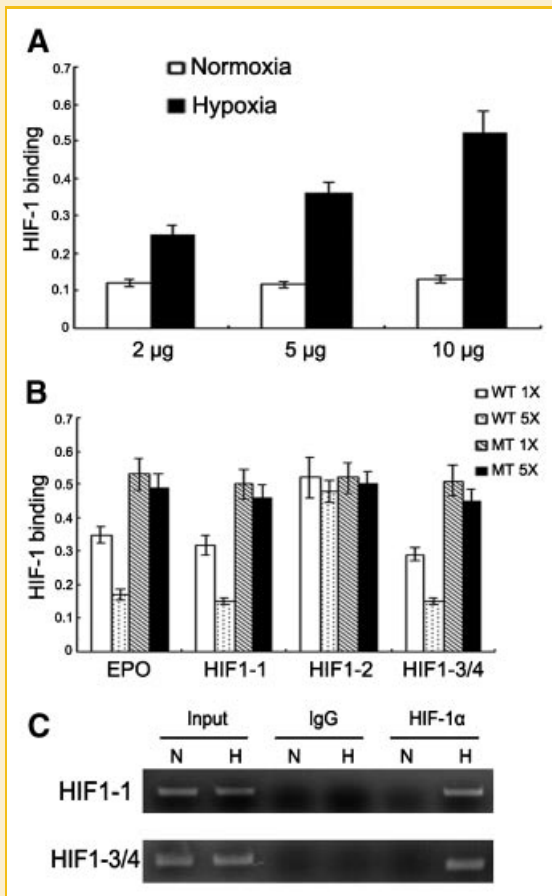 A
0.7
0.6
0.5
0.4
0.3
0.2
0.1
0
HIF-1 binding
Normoxia
Hypoxia
2 µg
5 µg
10 µg
B
0.7
0.6
0.5
0.4
0.3
0.2
0.1
0
HIF-1 binding
WT 1X
WT 5X
MT 1X
MT 5X
EPO
HIF1-1
HIF1-2
HIF1-3/4
C
Input
IgG
HIF-1α
N
H
N
H
N
H
HIF1-1
HIF1-3/4